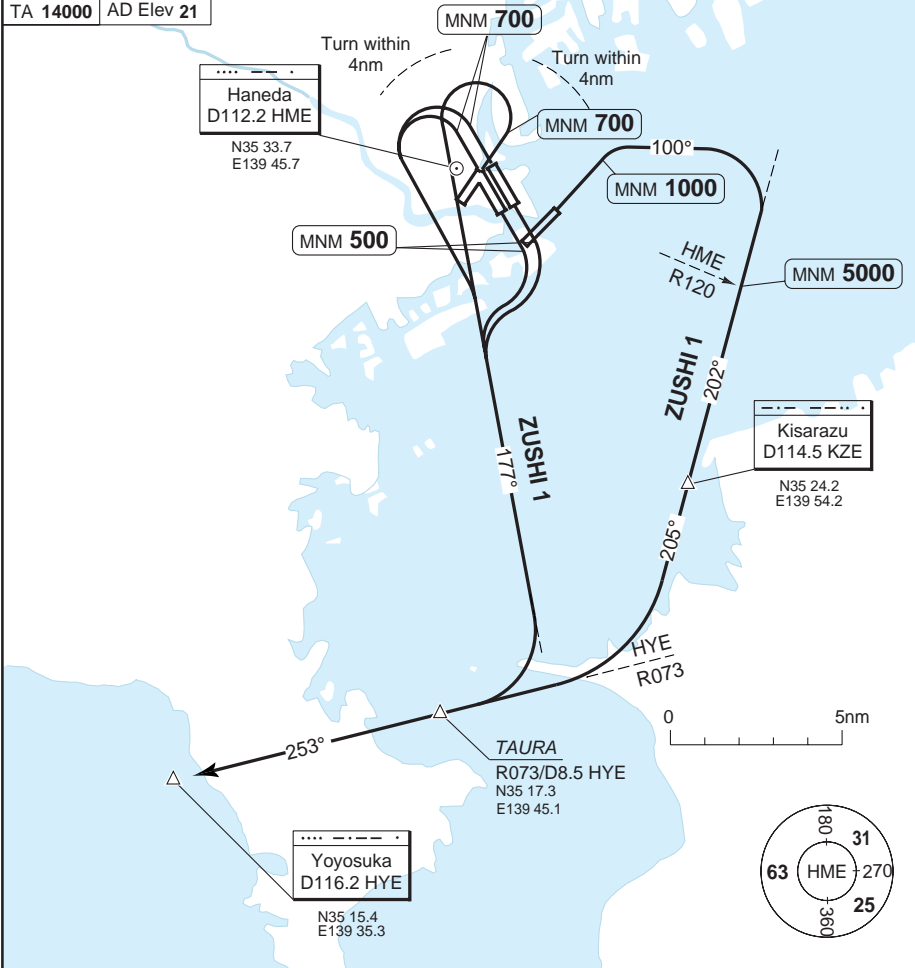 TA 14000 AD Elev 21
MNM 700
Turn within
4nm
Turn within
4nm
Haneda
D112.2 HME
N35 33.7
E139 45.7
MNM 700
100°
MNM 1000
MNM 500
HME
R120
MNM 5000
ZUSHI 1
202°
Kisarazu
D114.5 KZE
N35 24.2
E139 54.2
ZUSHI 1
177°
205°
HYE
R073
0 5nm
253°
TAURA
R073/D8.5 HYE
N35 17.3
E139 45.1
Yoyosuka
D116.2 HYE
N35 15.4
E139 35.3
180
31
63 HME 270
25
360